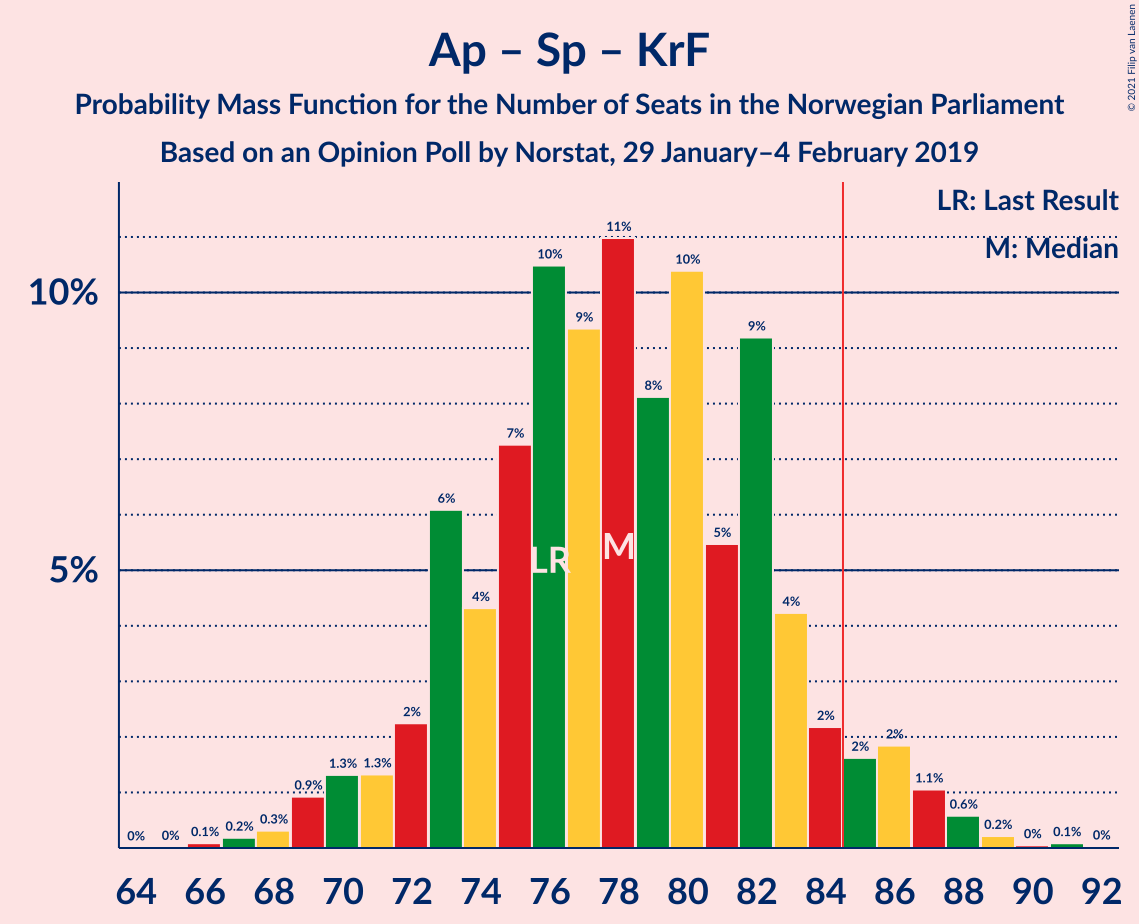 Ap – Sp – KrF
Probability Mass Function for the Number of Seats in the Norwegian Parliament
Based on an Opinion Poll by Norstat, 29 January–4 February 2019
© 2021 Filip van Laenen
LR: Last Result
M: Median
10%
5%
0% 0% 0.1% 0.2% 0.3% 0.9% 1.3% 1.3% 2% 6% 4% 7% 10% 9% 11% 8% 10% 5% 9% 4% 2% 2% 2% 1.1% 0.6% 0.2% 0% 0.1% 0%
LR M
64 66 68 70 72 74 76 78 80 82 84 86 88 90 92